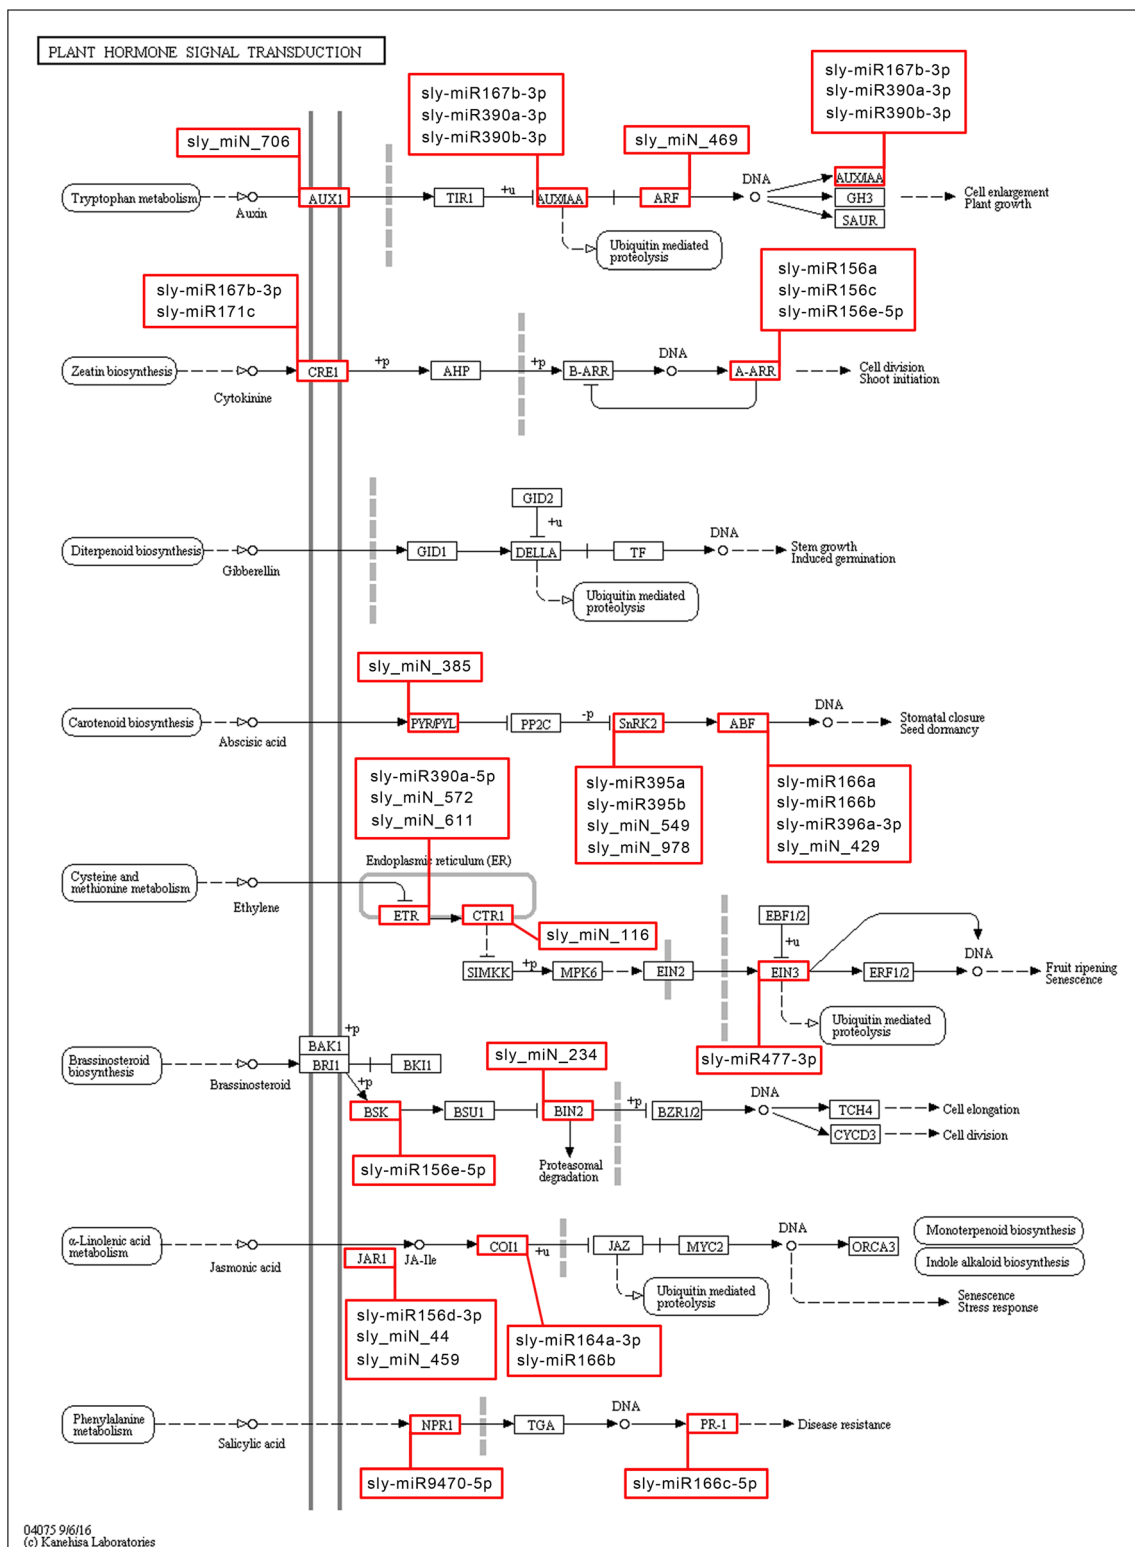 PLANT HORMONE SIGNAL TRANSDUCTION
sly-miR167b-3p
sly-miR390a-3p
sly-miR390b-3p
sly-miR167b-3p
sly-miR390a-3p
sly-miR390b-3p
sly_miN_706
sly_miN_469
Tryptophan metabolism
Auxin
AUX1
TIR1
+u
AUX/IAA
ARF
DNA
AUX/IAA
GH3
SAUR
Cell enlargement
Plant growth
Ubiquitin mediated
proteolysis
sly-miR167b-3p
sly-miR171c
sly-miR156a
sly-miR156c
sly-miR156e-5p
Zeatin biosynthesis
Cytokinine
CRE1
+p
AHP
+p
B-ARR
DNA
A-ARR
Cell division
Shoot initiation
GID2
+u
Diterpenoid biosynthesis
Gibberellin
GID1
DELLA
TF
DNA
Stem growth
Induced germination
Ubiquitin mediated
proteolysis
sly_miN_385
Carotenoid biosynthesis
Abscisic acid
PYR/PYL
PP2C
-p
SnRK2
ABF
DNA
Stomatal closure
Seed dormancy
sly-miR390a-5p
sly_miN_572
sly_miN_611
sly-miR395a
sly-miR395b
sly_miN_549
sly_miN_978
sly-miR166a
sly-miR166b
sly-miR396a-3p
sly_miN_429
Endoplasmic reticulum (ER)
Cysteine and
methionine metabolism
Ethylene
ETR
CTR1
sly_miN_116
EBF1/2
+u
SIMKK
+p
MPK6
EIN2
EIN3
ERF1/2
DNA
Fruit ripening
Senescence
Ubiquitin mediated
proteolysis
sly-miR477-3p
Brassinosteroid
biosynthesis
Brassinosteroid
BAK1
BRI1
+p
BKI1
+p
sly_miN_234
BSK
BSU1
BIN2
+p
BZR1/2
DNA
TCH4
CYCD3
Cell elongation
Cell division
Proteasomal
degradation
sly-miR156e-5p
α-Linolenic acid
metabolism
Jasmonic acid
JAR1
JA-Ile
COI1
+u
JAZ
MYC2
DNA
ORCA3
Monoterpenoid biosynthesis
Indole alkaloid biosynthesis
Ubiquitin mediated
proteolysis
Senescence
Stress response
sly-miR156d-3p
sly_miN_44
sly_miN_459
sly-miR164a-3p
sly-miR166b
Phenylalanine
metabolism
Salicylic acid
NPR1
TGA
DNA
PR-1
Disease resistance
sly-miR9470-5p
sly-miR166c-5p
04075 9/6/16
(c) Kanehisa Laboratories